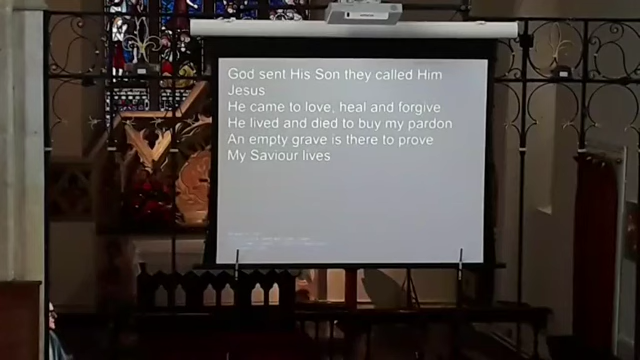 God sent His Son they called Him
Jesus
He came to love, heal and forgive
He lived and died to buy my pardon
An empty grave is there to prove
My Saviour lives